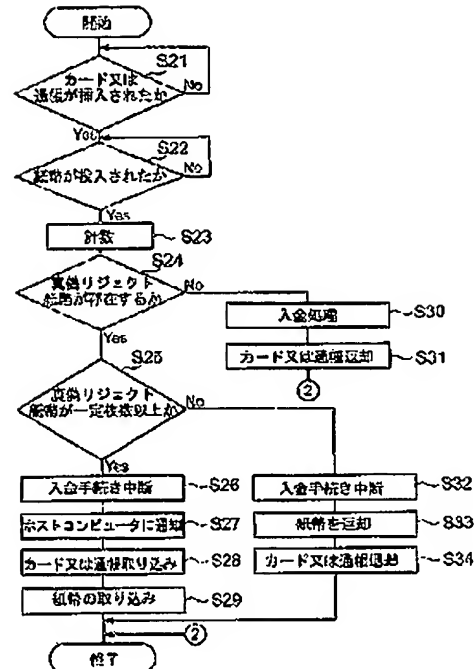 開始
S21
カード又は
通帳が挿入されたか
No
Yes
S22
紙幣が投入されたか
No
Yes
計数
S23
S24
真偽リジェクト
紙幣が存在するか
No
Yes
入金処理
S30
カード又は通帳返却
S31
②
S25
真偽リジェクト
紙幣が一定枚数以上か
No
Yes
入金手続き中断
S26
ホストコンピュータに通知
S27
カード又は通帳取り込み
S28
紙幣の取り込み
S29
入金手続き中断
S32
紙幣を返却
S33
カード又は通帳返却
S34
②
終了